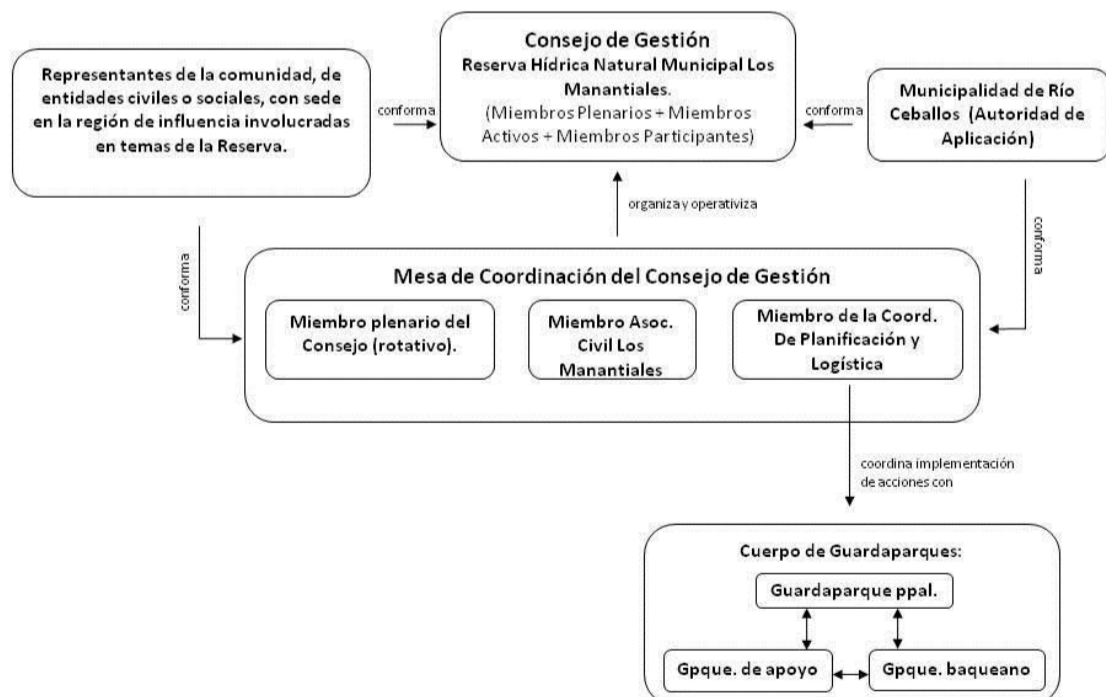 Consejo de Gestión
Reserva Hídrica Natural Municipal Los
Manantiales.
(Miembros Plenarios + Miembros
Activos + Miembros Participantes)
Representantes de la comunidad, de
entidades civiles o sociales, con sede
en la región de influencia involucradas
en temas de la Reserva.
conforma
conforma
Municipalidad de Río
Ceballos (Autoridad de
Aplicación)
organiza y operativiza
conforma
conforma
Mesa de Coordinación del Consejo de Gestión
Miembro plenario del
Consejo (rotativo).
Miembro Asoc.
Civil Los
Manantiales
Miembro de la Coord.
De Planificación y
Logística
coordina implementación
de acciones con
Cuerpo de Guardaparques:
Guardaparque ppal.
Gpque. de apoyo
Gpque. baqueano